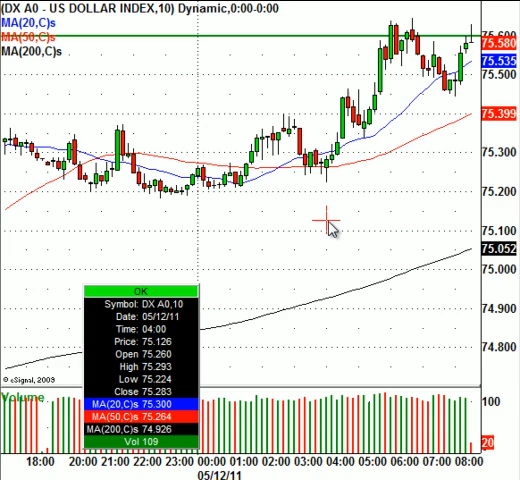 (DX A0 - US DOLLAR INDEX,10) Dynamic,0:00-0:00
MA(20,C)s
MA(50,C)s
MA(200,C)s
75.600
75.580
75.535
75.500
75.399
75.300
75.200
75.100
75.052
75.000
74.900
74.800
OK
Symbol: DX A0,10
Date: 05/12/11
Time: 04:00
Price: 75.126
Open 75.260
High 75.293
Low 75.224
Close 75.283
MA(20,C)s 75.300
MA(50,C)s 75.264
MA(200,C)s 74.926
Vol 109
© eSignal, 2009
Volume
100
20
18:00 20:00 21:00 22:00 23:00 00:00 01:00 02:00 03:00 04:00 05:00 06:00 07:00 08:00
05/12/11